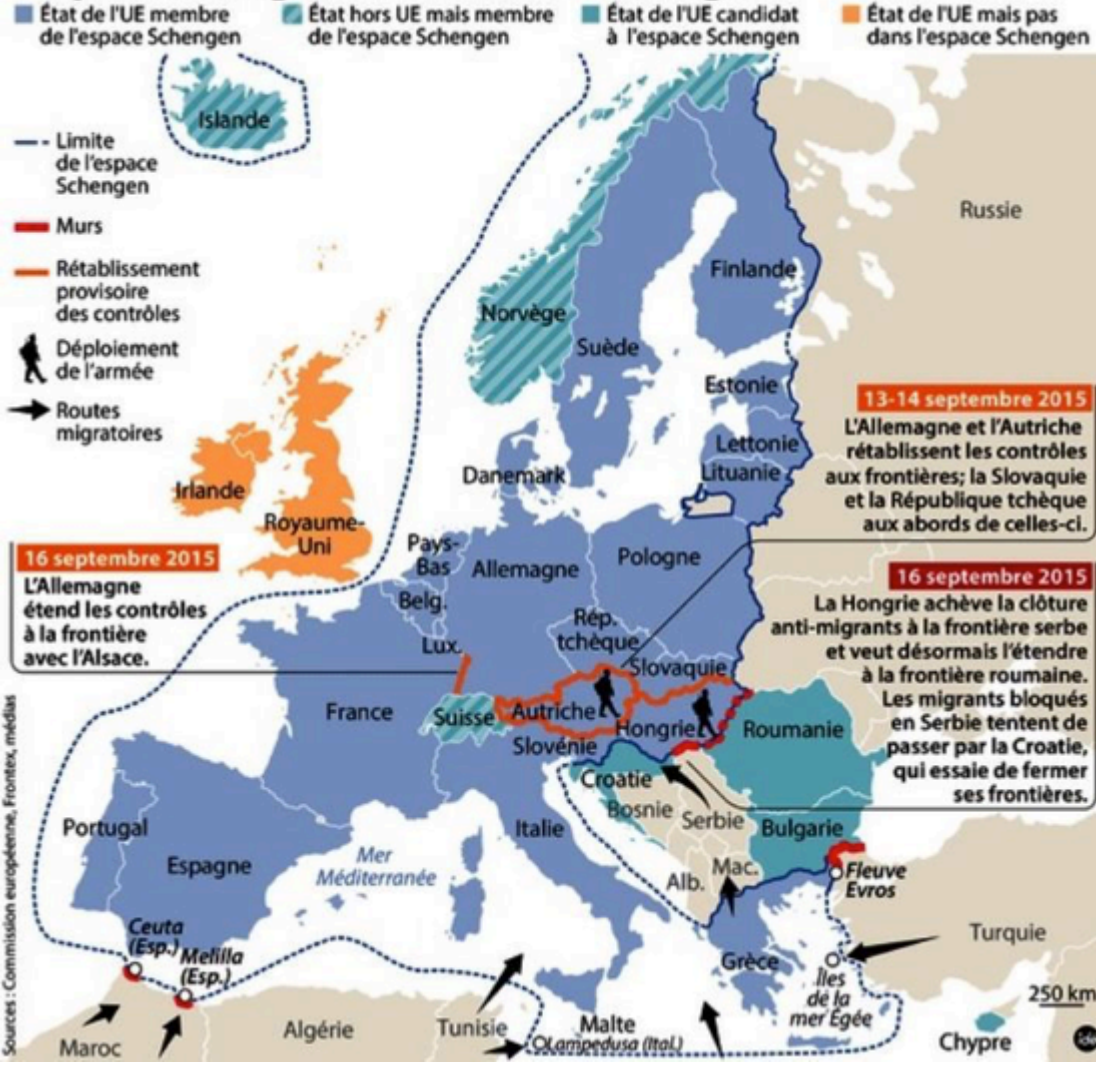 État de l'UE membre
de l'espace Schengen
État hors UE mais membre
de l'espace Schengen
État de l'UE candidat
à l'espace Schengen
État de l'UE mais pas
dans l'espace Schengen
Limite
de l'espace
Schengen
Murs
Rétablissement
provisoire
des contrôles
Déploiement
de l'armée
Routes
migratoires
Islande
Russie
Finlande
Norvège
Suède
Estonie
Lettonie
Lituanie
Danemark
Irlande
Royaume-
Uni
13-14 septembre 2015
L'Allemagne et l'Autriche
rétablissent les contrôles
aux frontières; la Slovaquie
et la République tchèque
aux abords de celles-ci.
16 septembre 2015
L'Allemagne
étend les contrôles
à la frontière
avec l'Alsace.
Pays-
Bas
Allemagne
Pologne
Belg.
Lux.
Rép.
tchèque
Slovaquie
16 septembre 2015
La Hongrie achève la clôture
anti-migrants à la frontière serbe
et veut désormais l'étendre
à la frontière roumaine.
Les migrants bloqués
en Serbie tentent de
passer par la Croatie,
qui essaie de fermer
ses frontières.
France
Suisse
Autriche
Hongrie
Roumanie
Slovénie
Croatie
Bosnie
Serbie
Bulgarie
Portugal
Espagne
Italie
Mer
Méditerranée
Alb.
Mac.
Fleuve
Evros
Ceuta
(Esp.)
Melilla
(Esp.)
Grèce
Turquie
Îles
de la
mer Égée
250 km
Maroc
Algérie
Tunisie
Malte
Lampedusa (Ital.)
Chypre
ide
Sources : Commission européenne, Frontex, médias